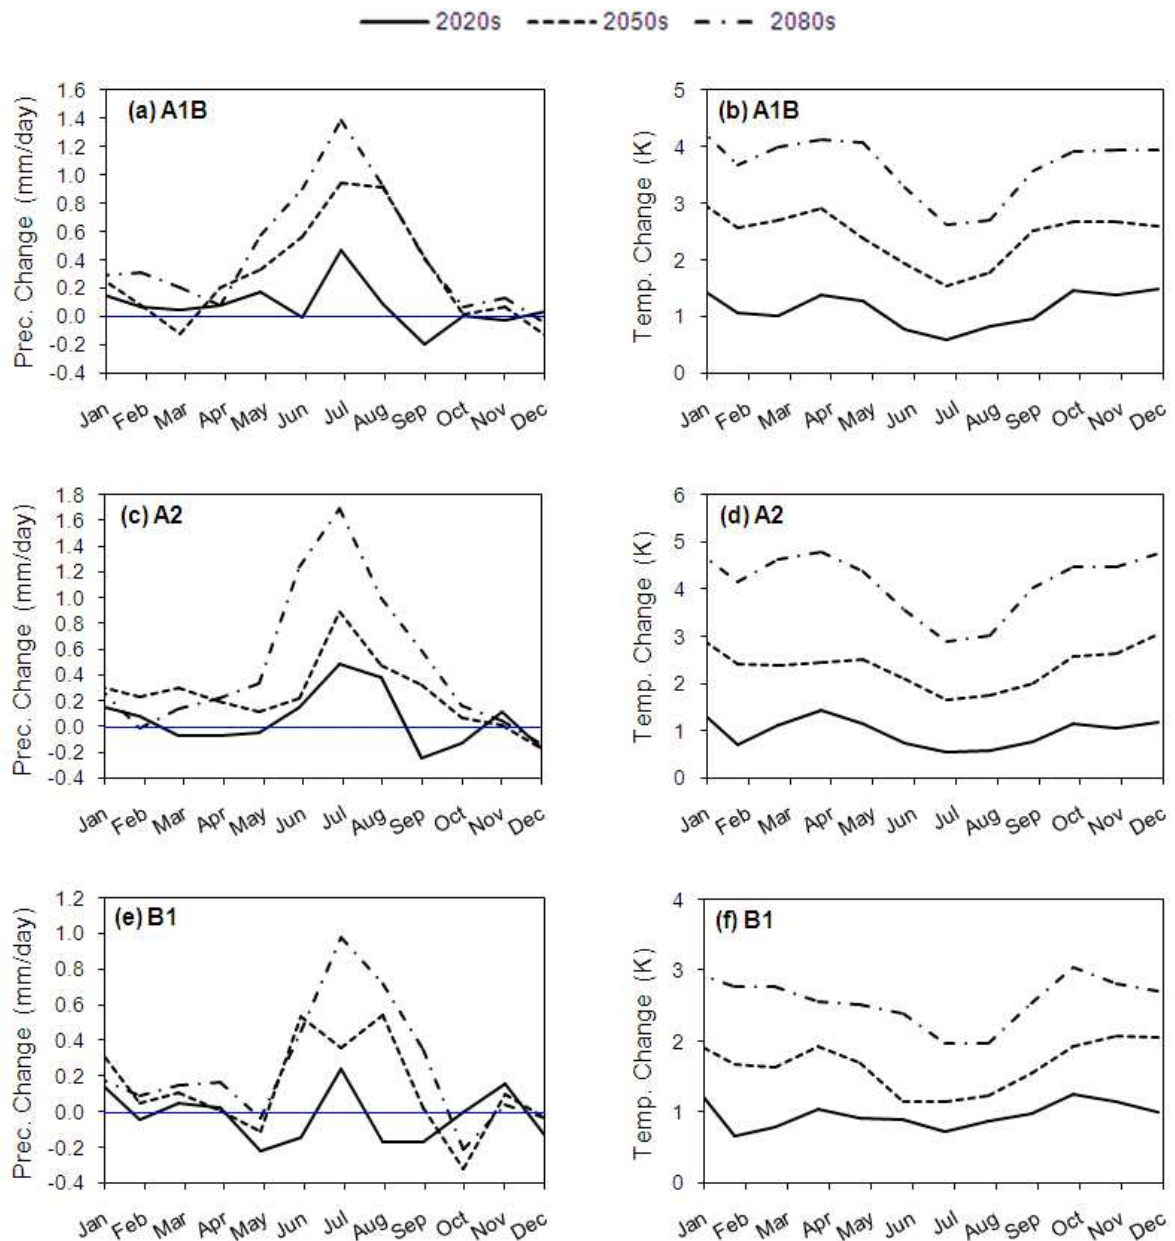 2020s 2050s 2080s
(a) A1B
Prec. Change (mm/day)
1.6
1.4
1.2
1.0
0.8
0.6
0.4
0.2
0.0
-0.2
-0.4
Jan Feb Mar Apr May Jun Jul Aug Sep Oct Nov Dec
(b) A1B
Temp. Change (K)
5
4
3
2
1
0
Jan Feb Mar Apr May Jun Jul Aug Sep Oct Nov Dec
(c) A2
Prec. Change (mm/day)
1.8
1.6
1.4
1.2
1.0
0.8
0.6
0.4
0.2
0.0
-0.2
-0.4
Jan Feb Mar Apr May Jun Jul Aug Sep Oct Nov Dec
(d) A2
Temp. Change (K)
6
5
4
3
2
1
0
Jan Feb Mar Apr May Jun Jul Aug Sep Oct Nov Dec
(e) B1
Prec. Change (mm/day)
1.2
1.0
0.8
0.6
0.4
0.2
0.0
-0.2
-0.4
Jan Feb Mar Apr May Jun Jul Aug Sep Oct Nov Dec
(f) B1
Temp. Change (K)
4
3
2
1
0
Jan Feb Mar Apr May Jun Jul Aug Sep Oct Nov Dec